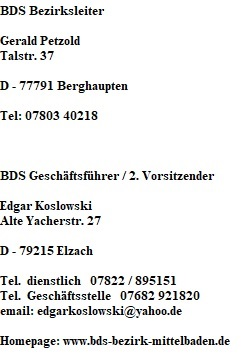 BDS Bezirksleiter
Gerald Petzold
Talstr. 37
D - 77791 Berghaupten
Tel: 07803 40218
BDS Geschäftsführer / 2. Vorsitzender
Edgar Koslowski
Alte Yacherstr. 27
D - 79215 Elzach
Tel. dienstlich 07822 / 895151
Tel. Geschäftsstelle 07682 921820
email: edgarkoslowski@yahoo.de
Homepage: www.bds-bezirk-mittelbaden.de